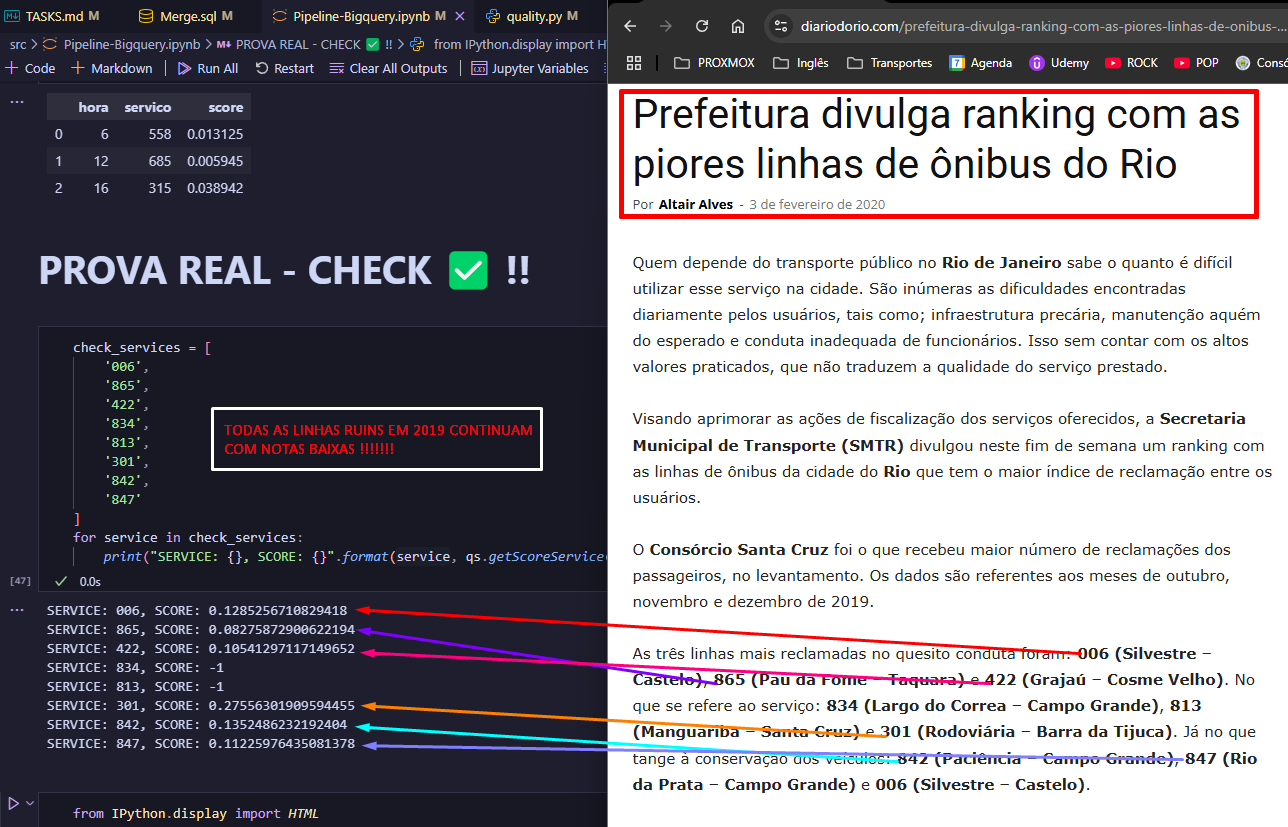 TASKS.md M
Merge.sql M
Pipeline-Bigquery.ipynb M
quality.py M
src > Pipeline-Bigquery.ipynb > M↓ PROVA REAL - CHECK ✅ !! > from IPython.display import H
+ Code + Markdown | Run All Restart Clear All Outputs | Jupyter Variables
hora servico score
0 6 558 0.013125
1 12 685 0.005945
2 16 315 0.038942
PROVA REAL - CHECK ✅ !!
check_services = [
'006',
'865',
'422',
'834',
'813',
'301',
'842',
'847'
]
for service in check_services:
print("SERVICE: {}, SCORE: {}".format(service, qs.getScoreService(
[47] ✓ 0.0s
TODAS AS LINHAS RUINS EM 2019 CONTINUAM
COM NOTAS BAIXAS !!!!!!!
SERVICE: 006, SCORE: 0.1285256710829418
SERVICE: 865, SCORE: 0.08275872900622194
SERVICE: 422, SCORE: 0.10541297117149652
SERVICE: 834, SCORE: -1
SERVICE: 813, SCORE: -1
SERVICE: 301, SCORE: 0.27556301909594455
SERVICE: 842, SCORE: 0.1352486232192404
SERVICE: 847, SCORE: 0.11225976435081378
from IPython.display import HTML
diariodorio.com/prefeitura-divulga-ranking-com-as-piores-linhas-de-onibus-...
PROXMOX Inglês Transportes 7 Agenda Udemy ROCK POP Consó
Prefeitura divulga ranking com as
piores linhas de ônibus do Rio
Por Altair Alves - 3 de fevereiro de 2020
Quem depende do transporte público no Rio de Janeiro sabe o quanto é difícil
utilizar esse serviço na cidade. São inúmeras as dificuldades encontradas
diariamente pelos usuários, tais como; infraestrutura precária, manutenção aquém
do esperado e conduta inadequada de funcionários. Isso sem contar com os altos
valores praticados, que não traduzem a qualidade do serviço prestado.
Visando aprimorar as ações de fiscalização dos serviços oferecidos, a Secretaria
Municipal de Transporte (SMTR) divulgou neste fim de semana um ranking com
as linhas de ônibus da cidade do Rio que tem o maior índice de reclamação entre os
usuários.
O Consórcio Santa Cruz foi o que recebeu maior número de reclamações dos
passageiros, no levantamento. Os dados são referentes aos meses de outubro,
novembro e dezembro de 2019.
As três linhas mais reclamadas no quesito conduta foram: 006 (Silvestre –
Castelo), 865 (Pau da Fome – Taquara) e 422 (Grajaú – Cosme Velho). No
que se refere ao serviço: 834 (Largo do Correa – Campo Grande), 813
(Manguariba – Santa Cruz) e 301 (Rodoviária – Barra da Tijuca). Já no que
tange à conservação dos veículos: 842 (Paciência – Campo Grande), 847 (Rio
da Prata – Campo Grande) e 006 (Silvestre – Castelo).